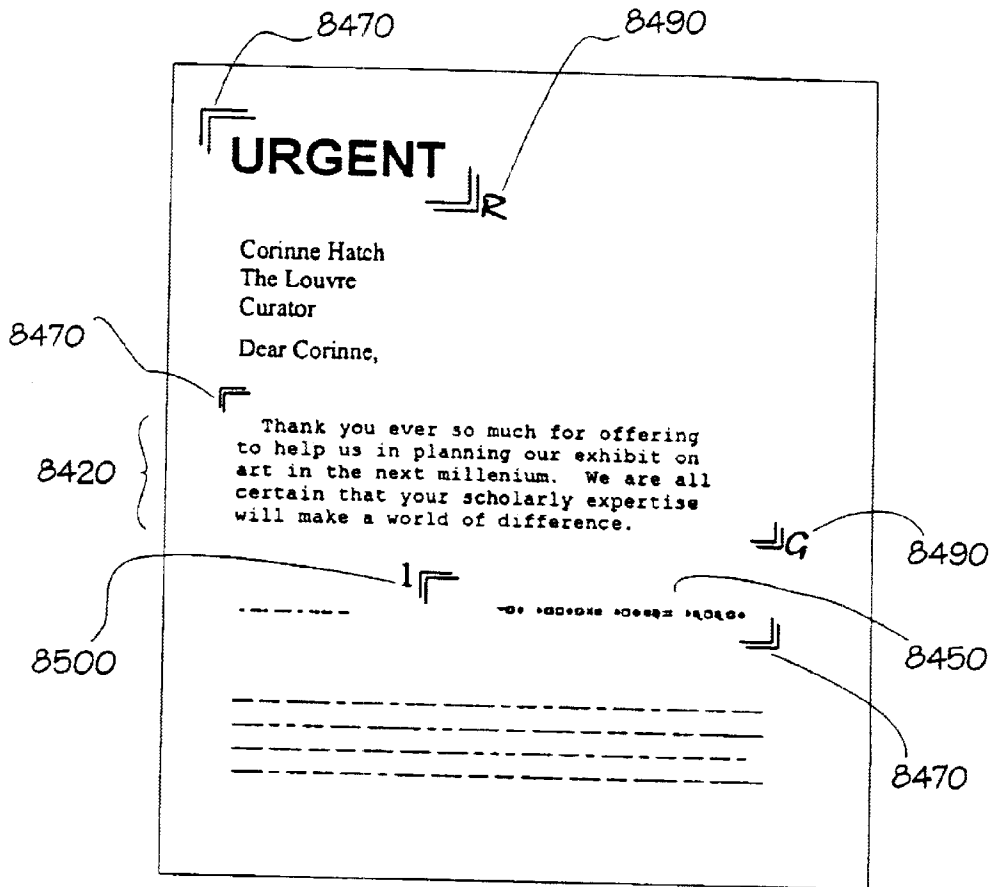 8470
8490
URGENT
R
Corinne Hatch
The Louvre
Curator
8470
Dear Corinne,
Thank you ever so much for offering
to help us in planning our exhibit on
8420
art in the next millenium. We are all
certain that your scholarly expertise
will make a world of difference.
G
8490
1
8500
8450
8470